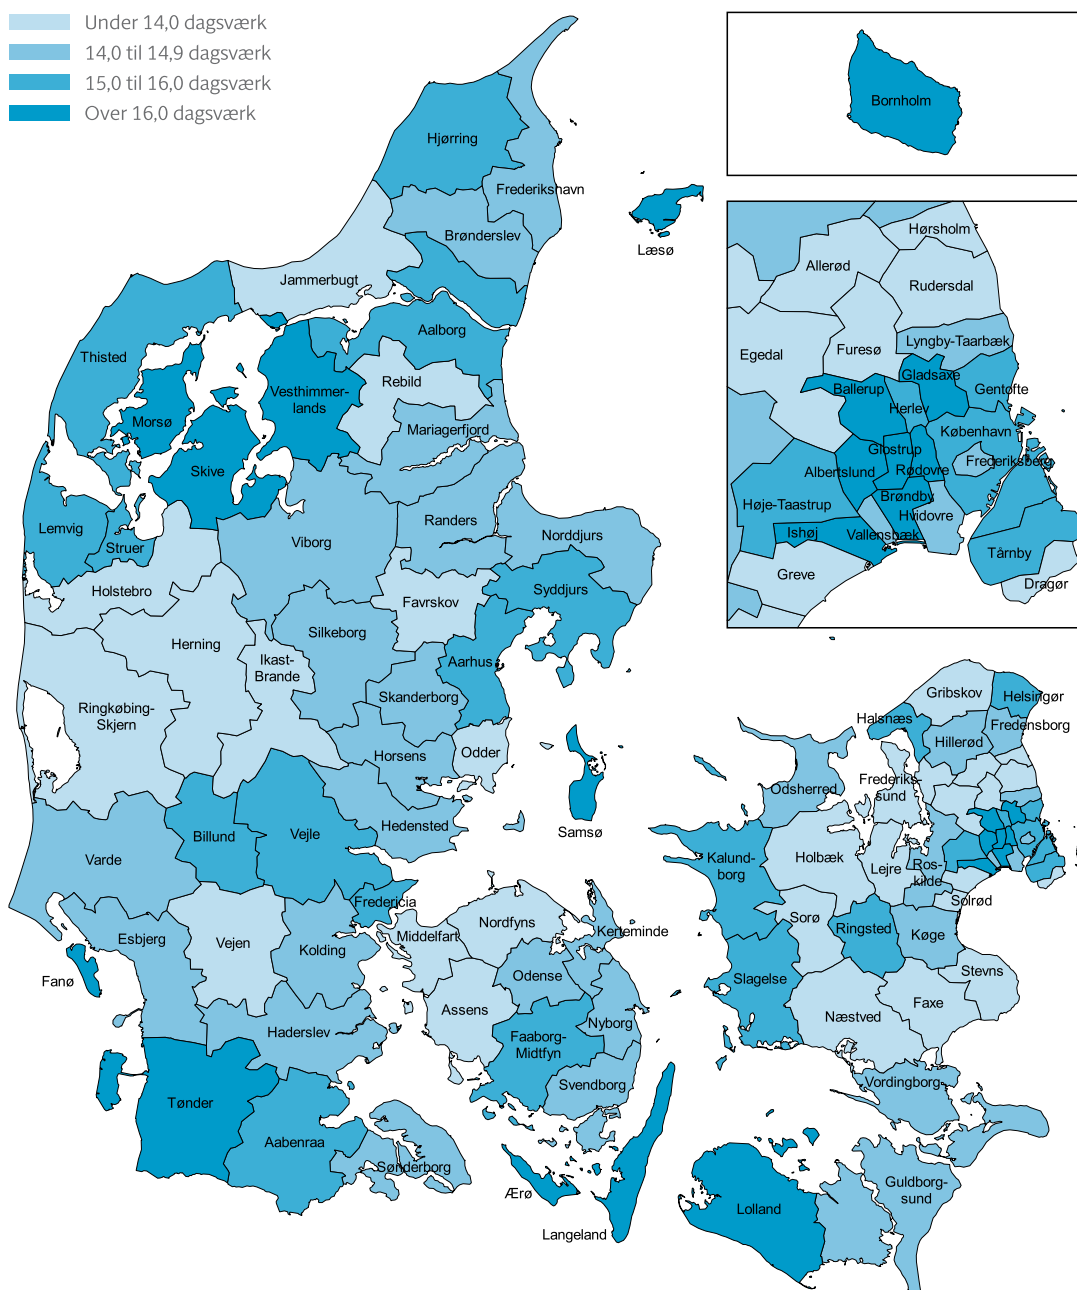 Under 14,0 dagsværk
14,0 til 14,9 dagsværk
15,0 til 16,0 dagsværk
Over 16,0 dagsværk
Bornholm
Hjørring
Frederikshavn
Brønderslev
Læsø
Jammerbugt
Aalborg
Thisted
Rebild
Vesthimmer-
lands
Morsø
Mariagerfjord
Skive
Lemvig
Struer
Viborg
Randers
Norddjurs
Holstebro
Favrskov
Syddjurs
Silkeborg
Herning
Ikast-
Brande
Aarhus
Skanderborg
Ringkøbing-
Skjern
Horsens
Odder
Hedensted
Samsø
Billund
Vejle
Varde
Fredericia
Esbjerg
Vejen
Kolding
Fanø
Middelfart
Nordfyns
Kerteminde
Odense
Assens
Haderslev
Faaborg-
Midtfyn
Nyborg
Svendborg
Tønder
Aabenraa
Sønderborg
Ærø
Langeland
Hørsholm
Allerød
Rudersdal
Egedal
Furesø
Lyngby-Taarbæk
Gladsaxe
Ballerup
Gentofte
Herlev
København
Glostrup
Frederiksberg
Albertslund
Rødovre
Brøndby
Høje-Taastrup
Hvidovre
Ishøj
Vallensbæk
Greve
Tårnby
Dragør
Gribskov
Helsingør
Halsnæs
Fredensborg
Hillerød
Odsherred
Frederiks-
sund
Kalund-
borg
Holbæk
Lejre
Ros-
kilde
Solrød
Sorø
Ringsted
Køge
Slagelse
Stevns
Faxe
Næstved
Vordingborg
Guldborg-
sund
Lolland